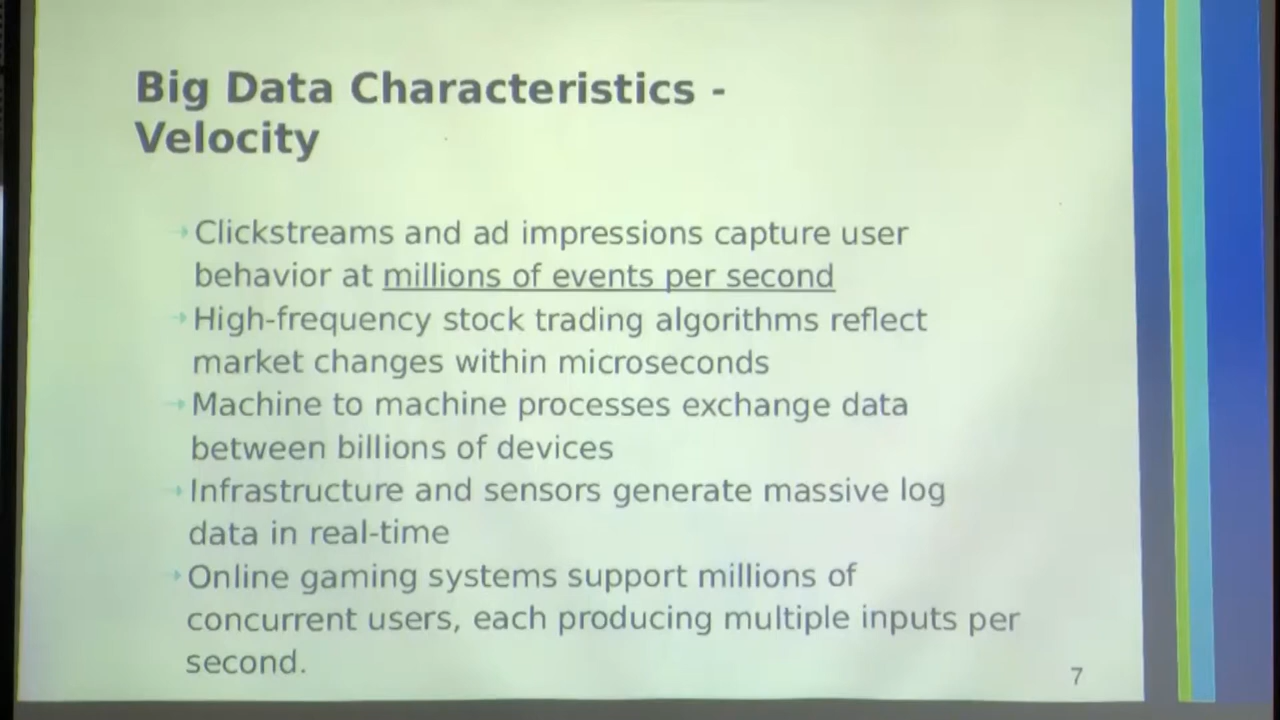 Big Data Characteristics -
Velocity
Clickstreams and ad impressions capture user
behavior at millions of events per second
High-frequency stock trading algorithms reflect
market changes within microseconds
Machine to machine processes exchange data
between billions of devices
Infrastructure and sensors generate massive log
data in real-time
Online gaming systems support millions of
concurrent users, each producing multiple inputs per
second.
7